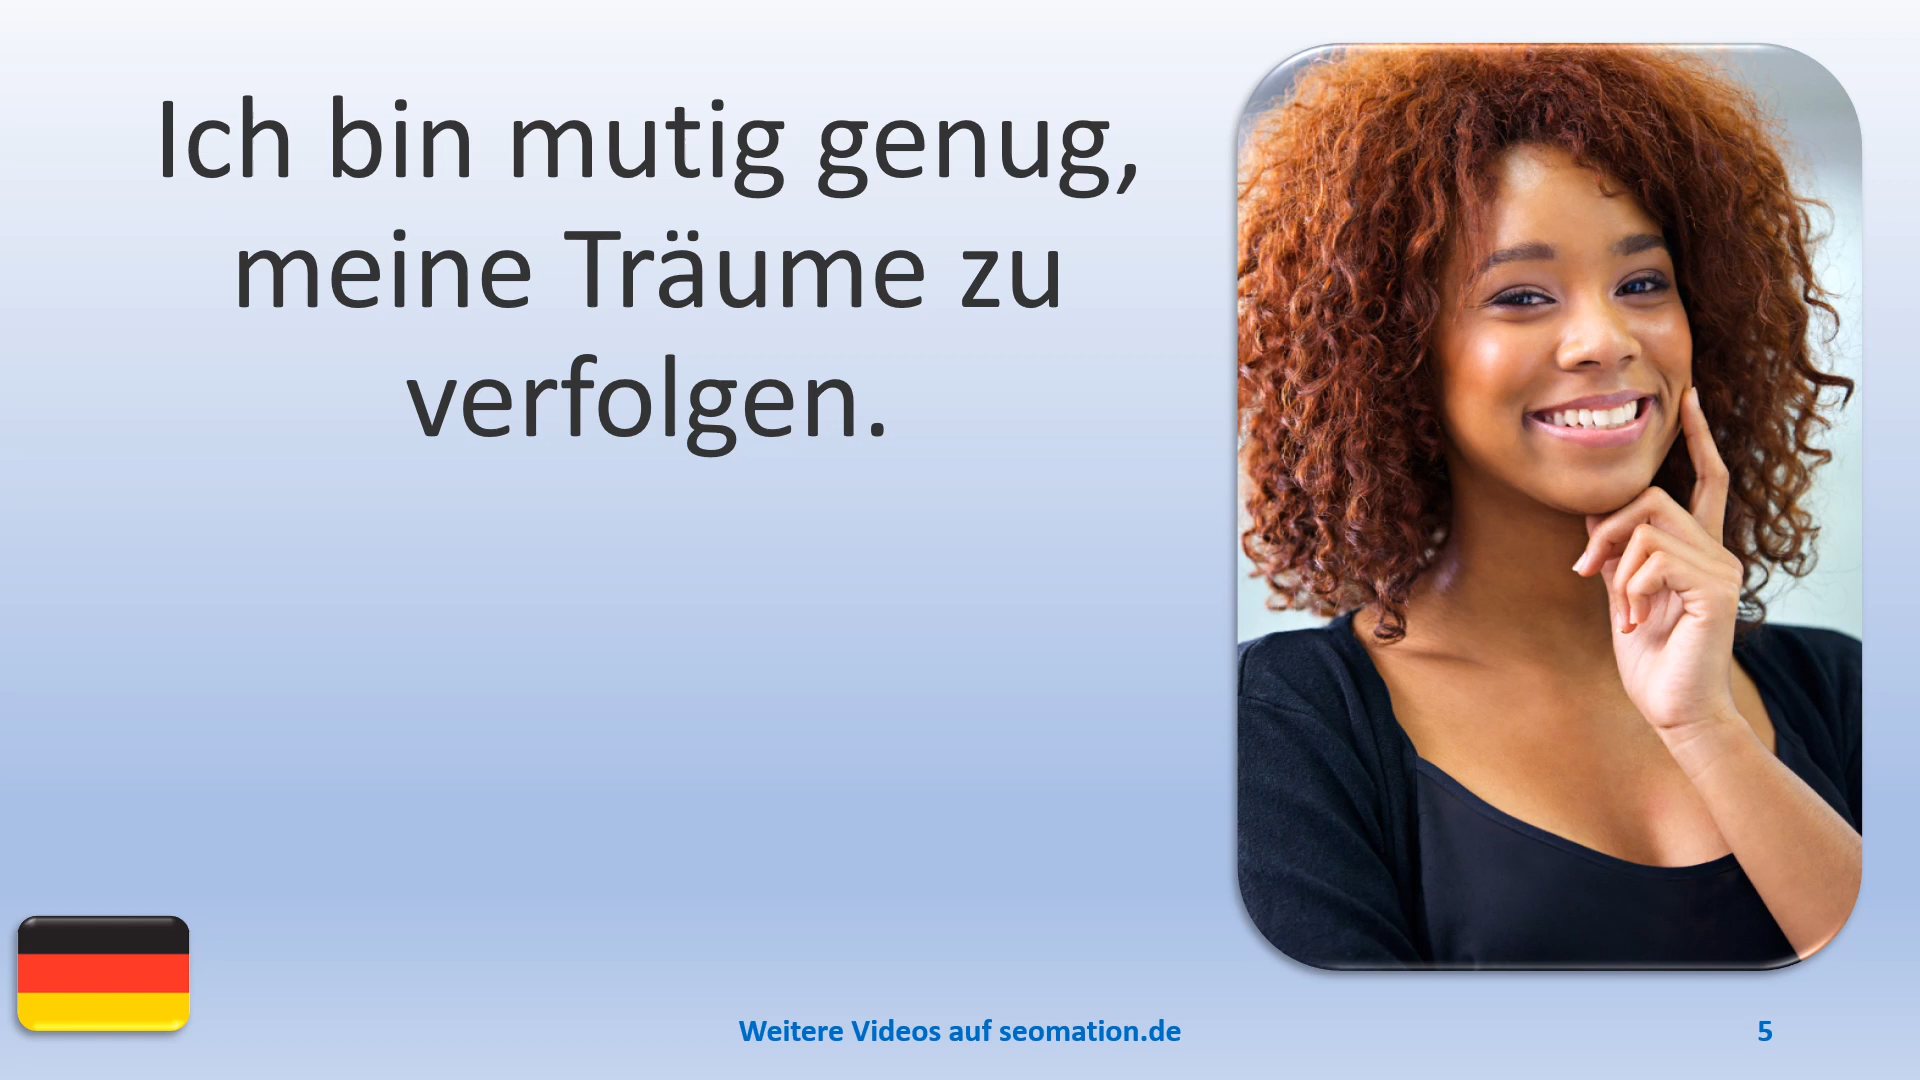 Ich bin mutig genug,
meine Träume zu
verfolgen.
Weitere Videos auf seomation.de
5